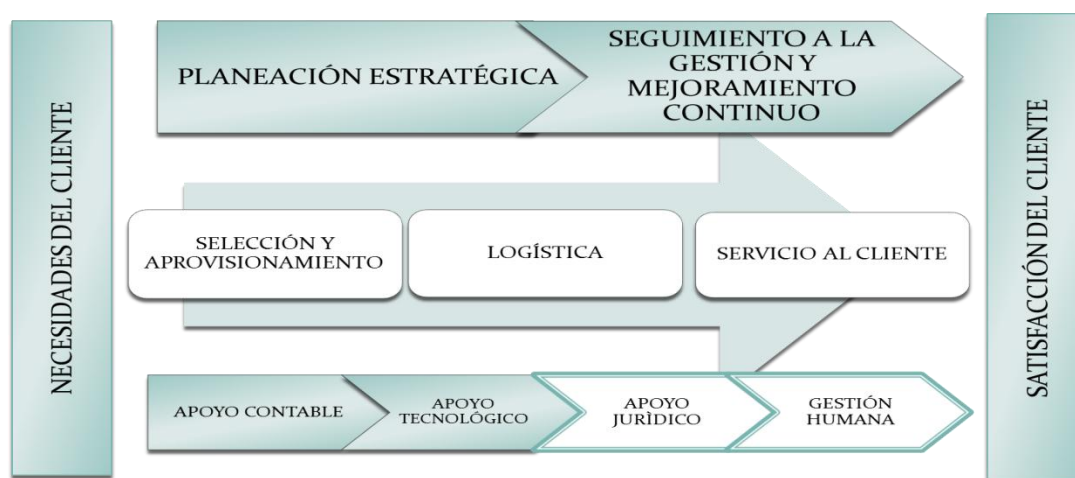 NECESIDADES DEL CLIENTE
PLANEACIÓN ESTRATÉGICA
SEGUIMIENTO A LA
GESTIÓN Y
MEJORAMIENTO
CONTINUO
SELECCIÓN Y
APROVISIONAMIENTO
LOGÍSTICA
SERVICIO AL CLIENTE
APOYO CONTABLE
APOYO
TECNOLÓGICO
APOYO
JURÌDICO
GESTIÓN
HUMANA
SATISFACCIÓN DEL CLIENTE